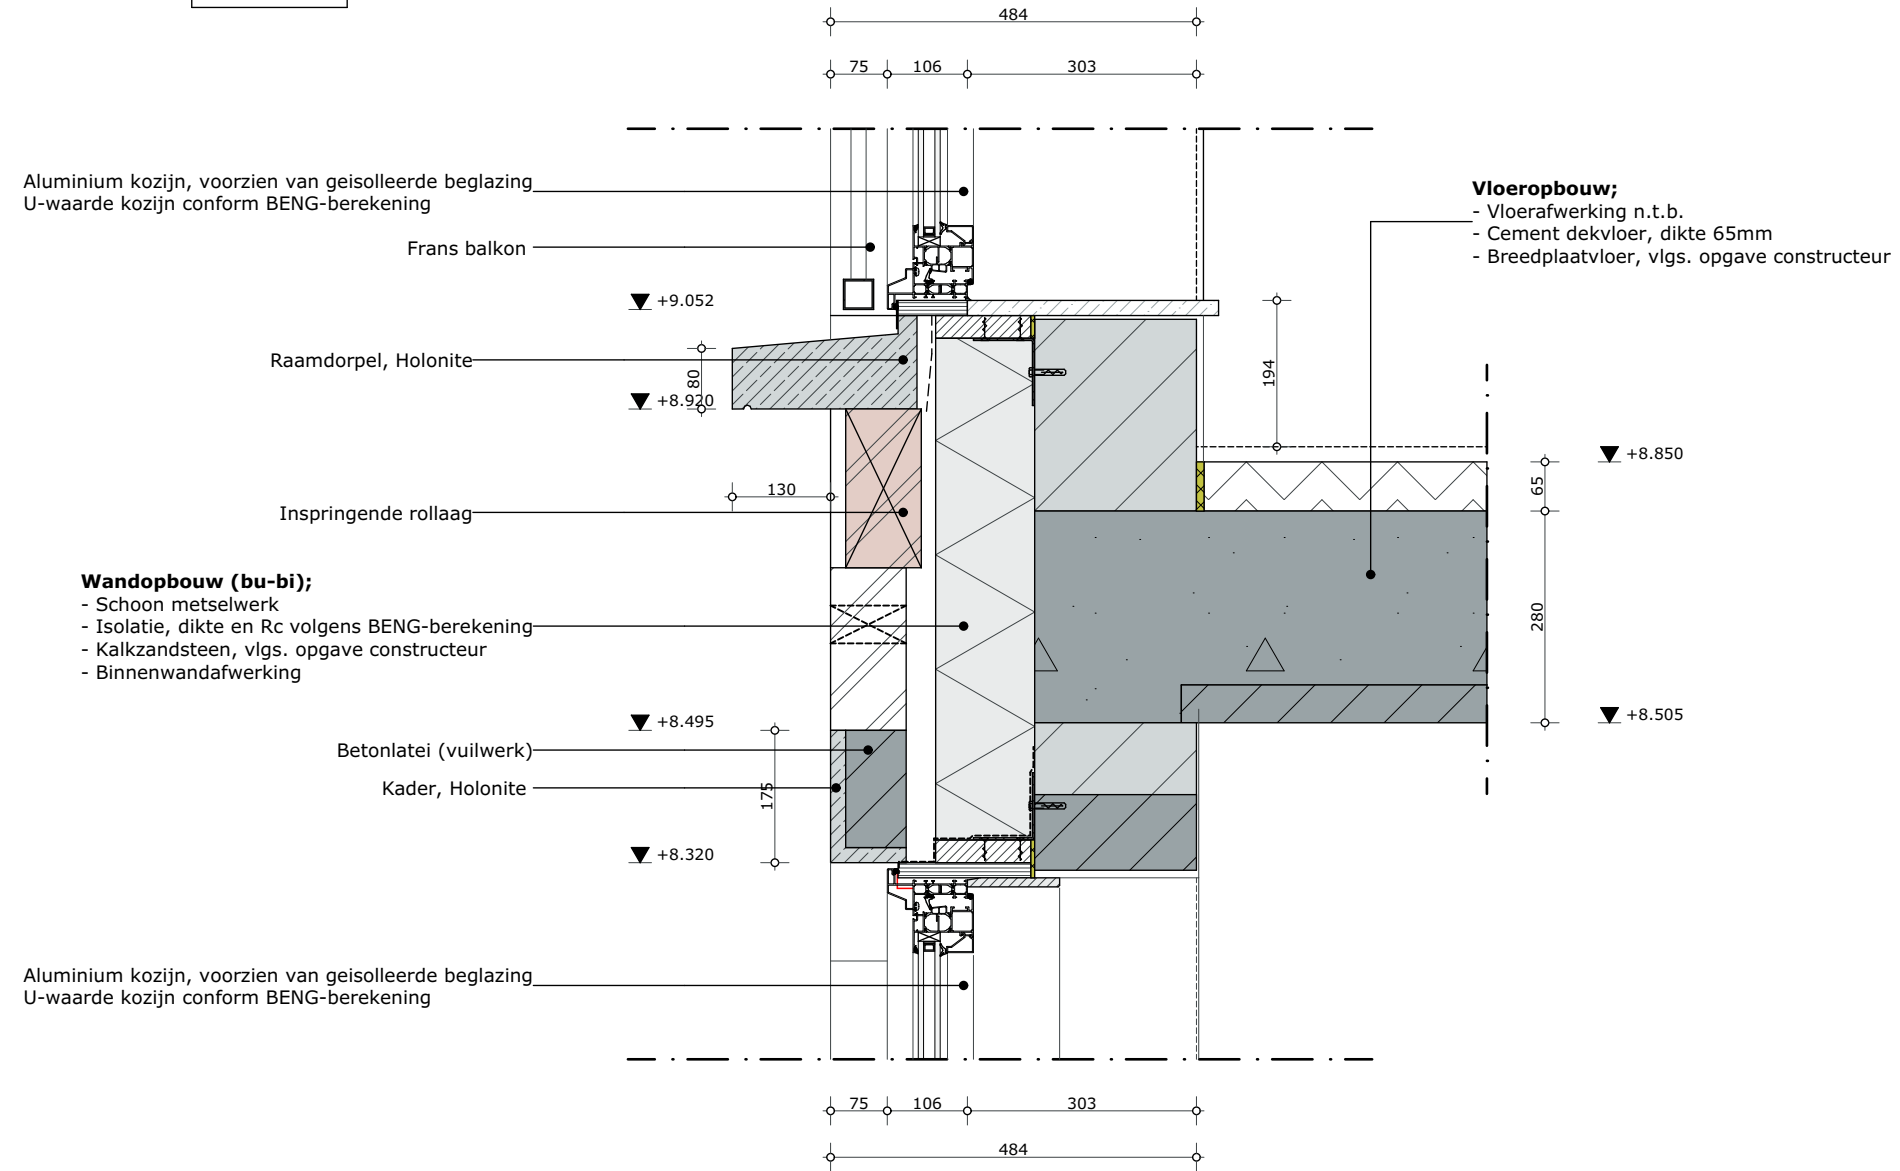 484
75
106
303
Aluminium kozijn, voorzien van geisolleerde beglazing
U-waarde kozijn conform BENG-berekening
Frans balkon
+9.052
Raamdorpel, Holonite
80
+8.920
130
Inspringende rollaag
Wandopbouw (bu-bi);
- Schoon metselwerk
- Isolatie, dikte en Rc volgens BENG-berekening
- Kalkzandsteen, vlgs. opgave constructeur
- Binnenwandafwerking
+8.495
Betonlatei (vuilwerk)
Kader, Holonite
175
+8.320
Aluminium kozijn, voorzien van geisolleerde beglazing
U-waarde kozijn conform BENG-berekening
Vloeropbouw;
- Vloerafwerking n.t.b.
- Cement dekvloer, dikte 65mm
- Breedplaatvloer, vlgs. opgave constructeur
194
+8.850
65
280
+8.505
75
106
303
484